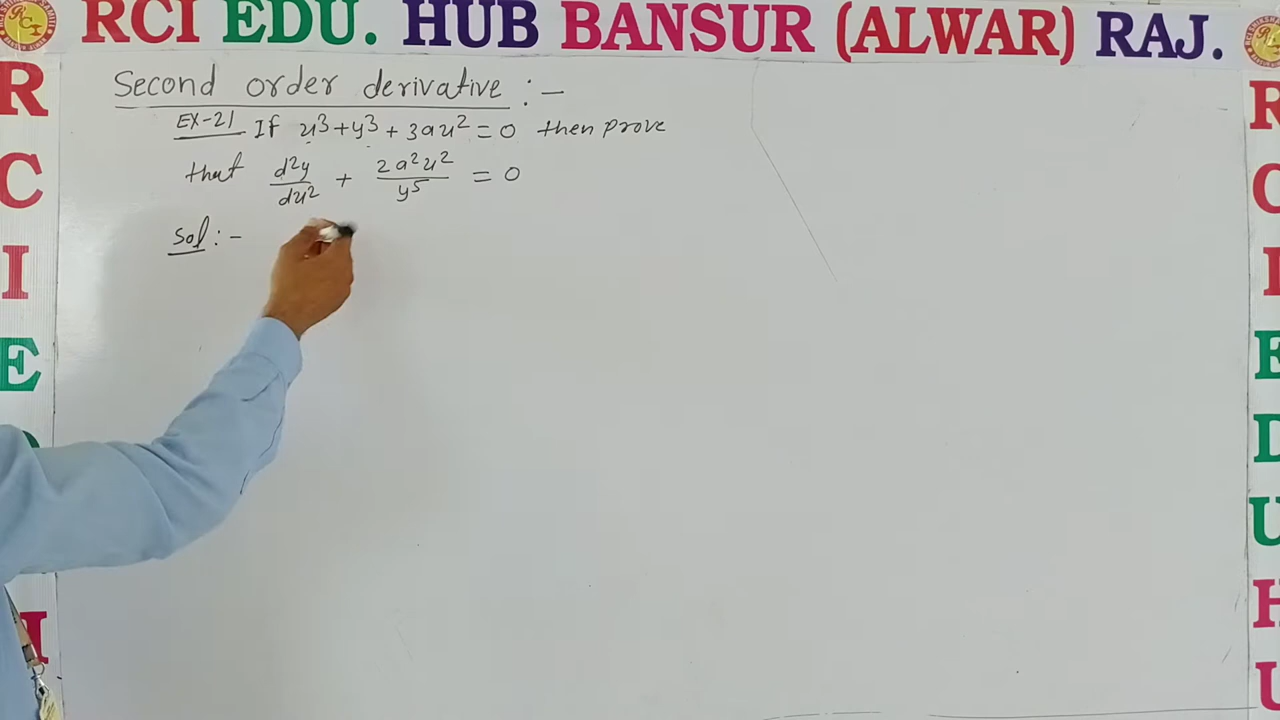 RCI EDU. HUB BANSUR (ALWAR) RAJ.
Second order derivative :-
EX-21 If x³+y³+3ax²=0 then prove
that d²y/dx² + 2a²x²/y⁵ = 0
Sol :-
R
C
I
E
I
R
C
I
E
D
U
H
U